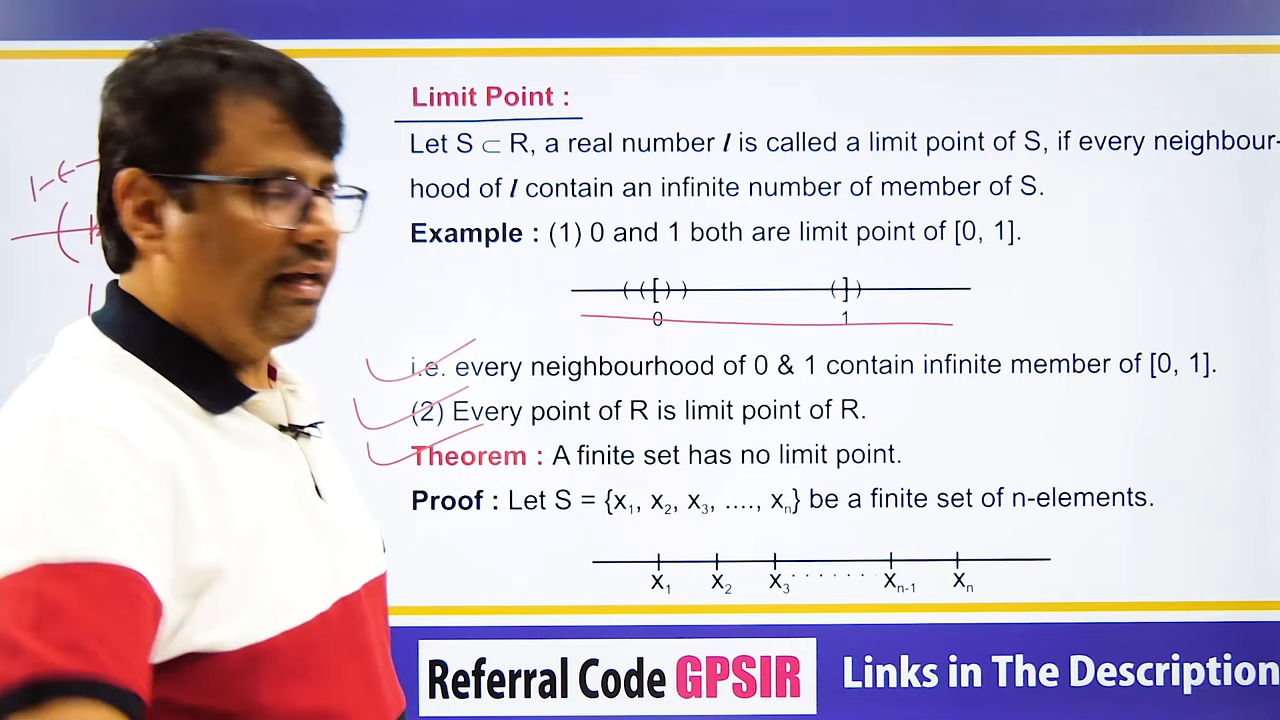 Limit Point :
Let S ⊂ R, a real number l is called a limit point of S, if every neighbour-
hood of l contain an infinite number of member of S.
Example : (1) 0 and 1 both are limit point of [0, 1].
( ( [ ) ) ( ] )
0 1
i.e. every neighbourhood of 0 & 1 contain infinite member of [0, 1].
(2) Every point of R is limit point of R.
Theorem : A finite set has no limit point.
Proof : Let S = {x₁, x₂, x₃, ...., xₙ} be a finite set of n-elements.
x₁ x₂ x₃ . . . . . . . xₙ₋₁ xₙ
Referral Code GPSIR
Links in The Description